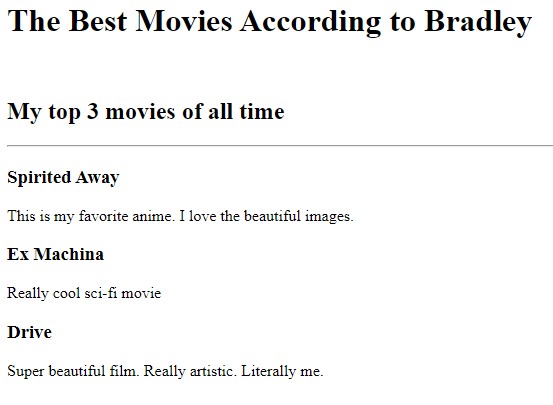 The Best Movies According to Bradley
My top 3 movies of all time
Spirited Away
This is my favorite anime. I love the beautiful images.
Ex Machina
Really cool sci-fi movie
Drive
Super beautiful film. Really artistic. Literally me.